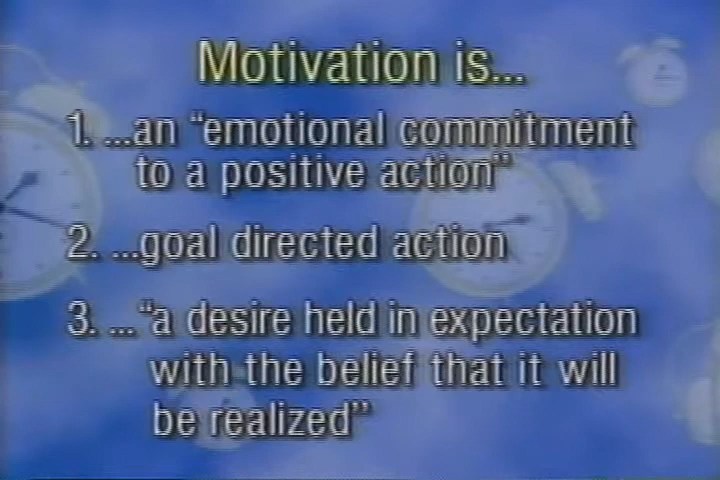 Motivation is...
1. ...an "emotional commitment
to a positive action"
2. ...goal directed action
3. ... "a desire held in expectation
with the belief that it will
be realized"